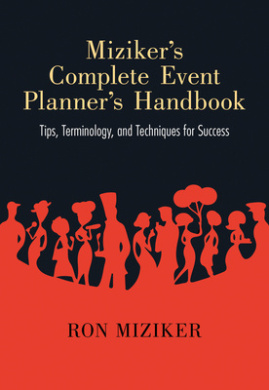 Miziker's
Complete Event
Planner's Handbook
Tips, Terminology, and Techniques for Success
RON MIZIKER